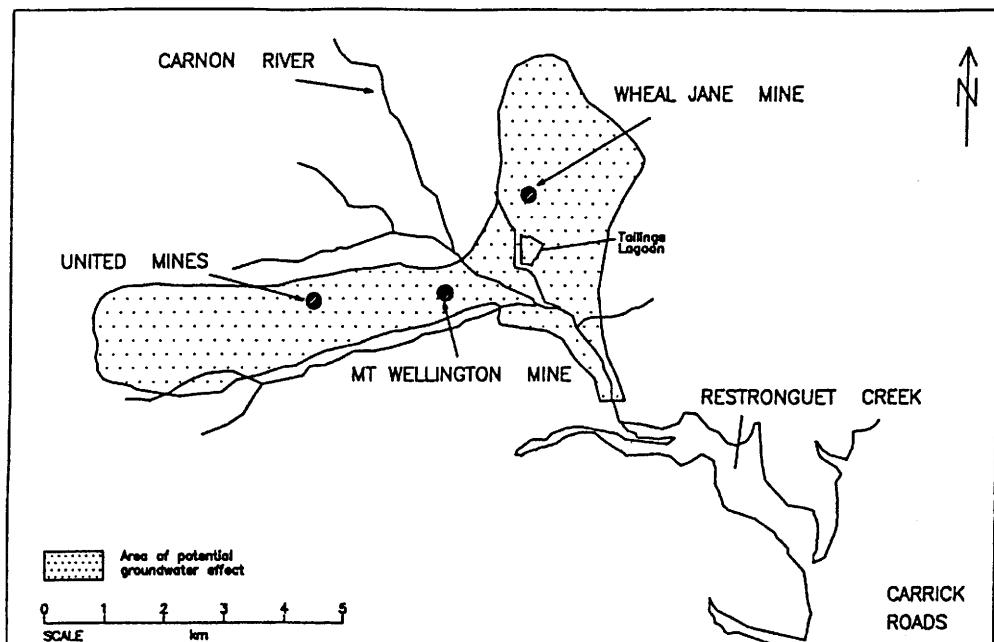 CARNON RIVER
WHEAL JANE MINE
N
Tailings
Lagoon
UNITED MINES
MT WELLINGTON MINE
RESTRONGUET CREEK
Area of potential
groundwater effect
0 1 2 3 4 5
SCALE km
CARRICK
ROADS